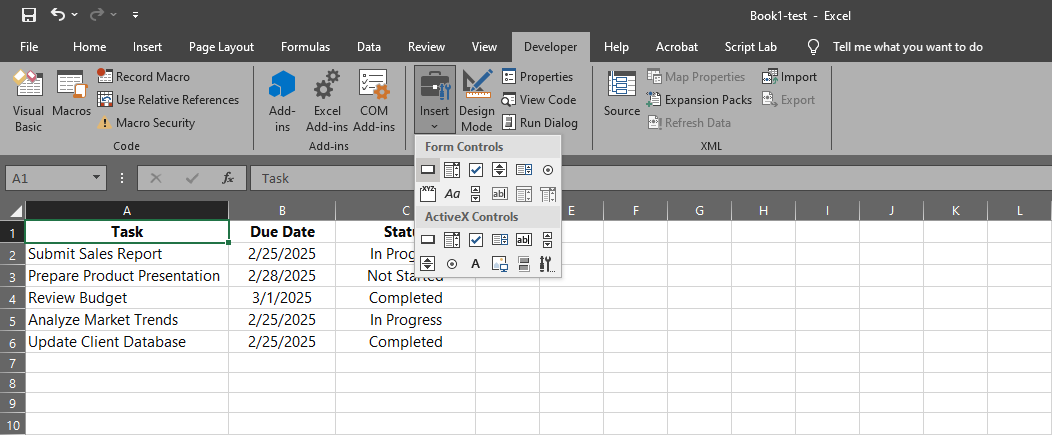 Book1-test - Excel
File Home Insert Page Layout Formulas Data Review View Developer Help Acrobat Script Lab Tell me what you want to do
Visual Basic
Macros
Record Macro
Use Relative References
Macro Security
Code
Add-ins
Excel Add-ins
COM Add-ins
Add-ins
Insert
Design Mode
Properties
View Code
Run Dialog
Source
Map Properties
Expansion Packs
Refresh Data
Import
Export
XML
Form Controls
XYZ
Aa
ab|
ActiveX Controls
ab|
A
A1 fx Task
A B C E F G H I J K L
1 Task Due Date Statu
2 Submit Sales Report 2/25/2025 In Prog
3 Prepare Product Presentation 2/28/2025 Not Started
4 Review Budget 3/1/2025 Completed
5 Analyze Market Trends 2/25/2025 In Progress
6 Update Client Database 2/25/2025 Completed
7
8
9
10